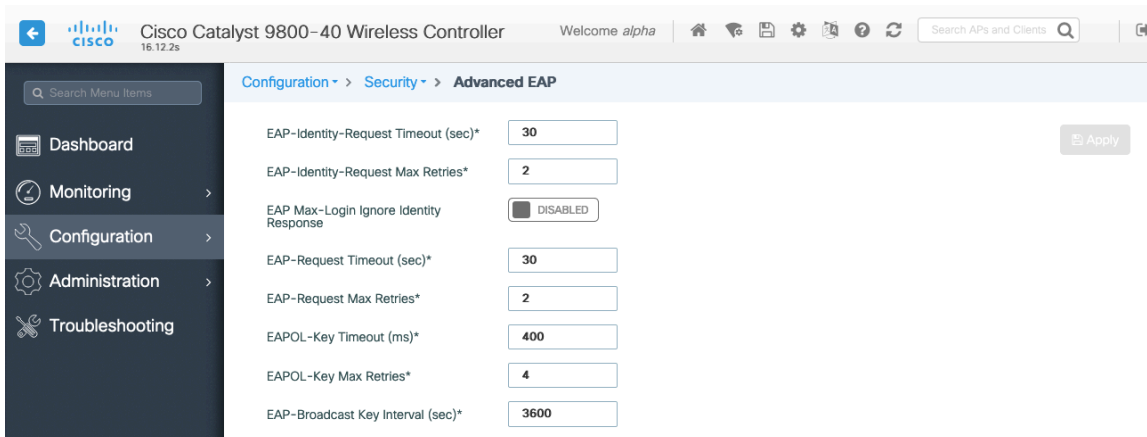 CISCO
Cisco Catalyst 9800-40 Wireless Controller
16.12.2s
Welcome alpha
Search APs and Clients
Search Menu Items
Configuration > Security > Advanced EAP
Dashboard
Monitoring >
Configuration >
Administration >
Troubleshooting
EAP-Identity-Request Timeout (sec)* 30
Apply
EAP-Identity-Request Max Retries* 2
EAP Max-Login Ignore Identity
Response
DISABLED
EAP-Request Timeout (sec)* 30
EAP-Request Max Retries* 2
EAPOL-Key Timeout (ms)* 400
EAPOL-Key Max Retries* 4
EAP-Broadcast Key Interval (sec)* 3600